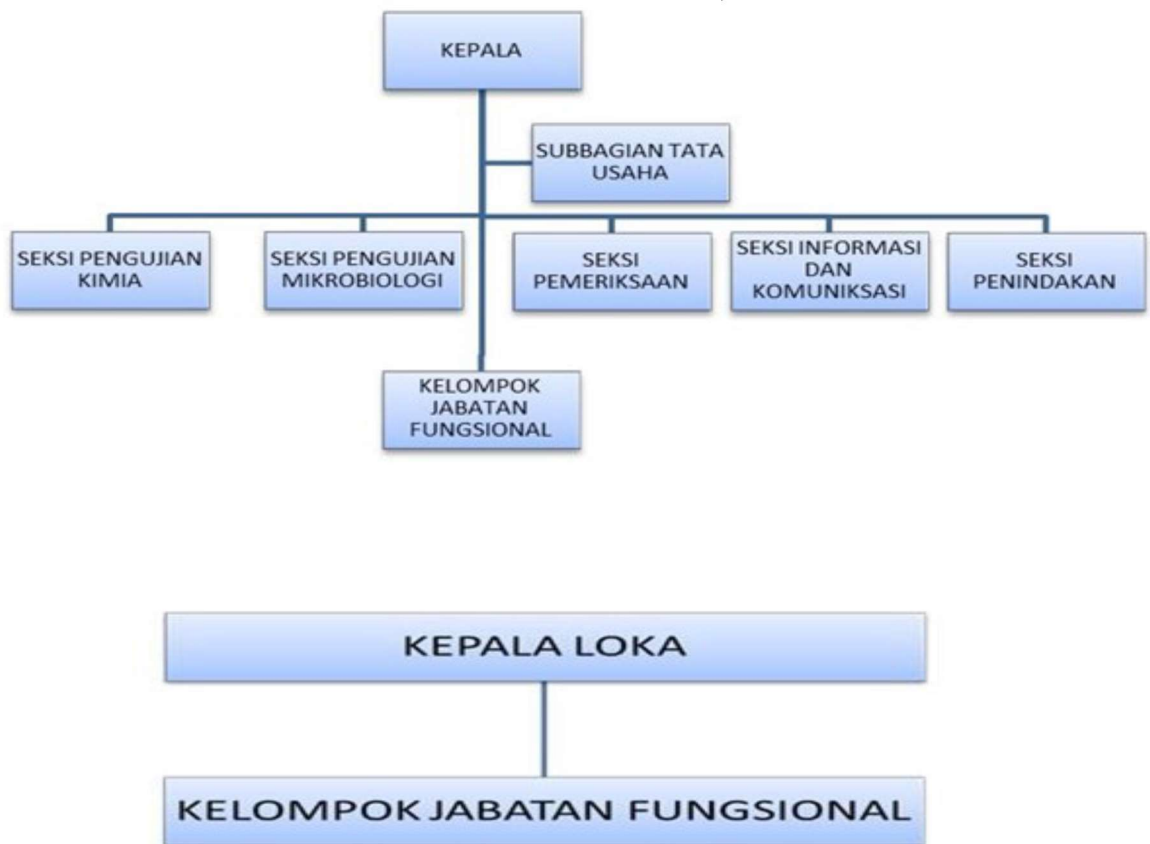 KEPALA
SUBBAGIAN TATA
USAHA
SEKSI PENGUJIAN
KIMIA
SEKSI PENGUJIAN
MIKROBIOLOGI
SEKSI
PEMERIKSAAN
SEKSI INFORMASI
DAN
KOMUNIKSASI
SEKSI
PENINDAKAN
KELOMPOK
JABATAN
FUNGSIONAL
KEPALA LOKA
KELOMPOK JABATAN FUNGSIONAL